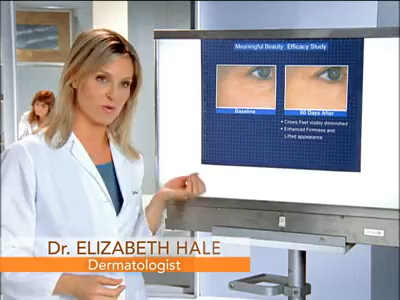 Meaningful Beauty Efficacy Study
Baseline
60 Days After
• Crows Feet visibly diminished
• Enhanced Firmness and
Lifted appearance
Dr. ELIZABETH HALE
Dermatologist